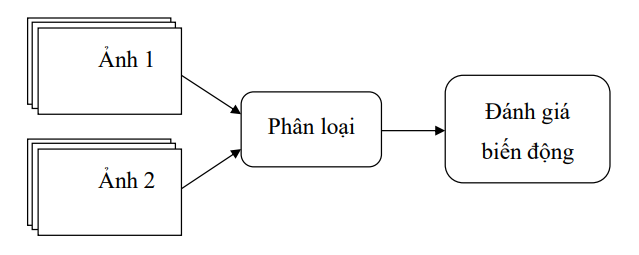 Ảnh 1
Ảnh 2
Phân loại
Đánh giá
biến động